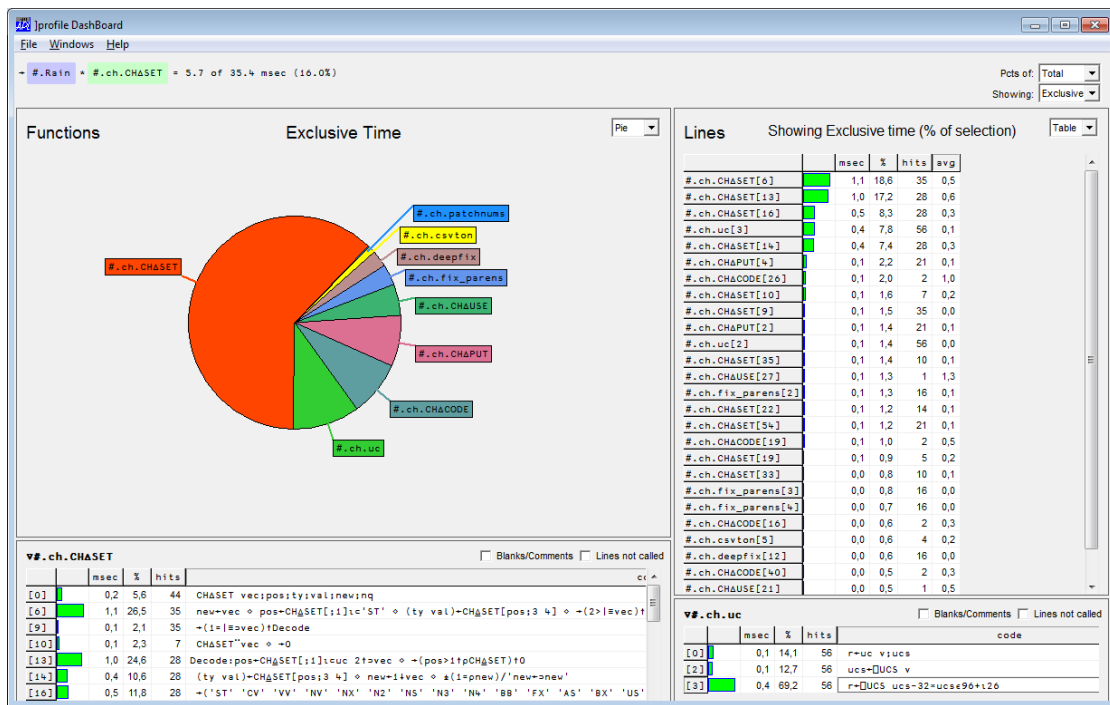 ]profile DashBoard
File Windows Help
→ #.Rain * #.ch.CH∆SET = 5.7 of 35.4 msec (16.0%)
Pcts of: Total
Showing: Exclusive
Functions
Exclusive Time
Pie
#.ch.patchnums
#.ch.csvton
#.ch.deepfix
#.ch.fix_parens
#.ch.CH∆USE
#.ch.CH∆SET
#.ch.CH∆PUT
#.ch.CH∆CODE
#.ch.uc
Lines
Showing Exclusive time (% of selection)
Table
msec % hits avg
#.ch.CH∆SET[6] 1,1 18,6 35 0,5
#.ch.CH∆SET[13] 1,0 17,2 28 0,6
#.ch.CH∆SET[16] 0,5 8,3 28 0,3
#.ch.uc[3] 0,4 7,8 56 0,1
#.ch.CH∆SET[14] 0,4 7,4 28 0,3
#.ch.CH∆PUT[4] 0,1 2,2 21 0,1
#.ch.CH∆CODE[26] 0,1 2,0 2 1,0
#.ch.CH∆SET[10] 0,1 1,6 7 0,2
#.ch.CH∆SET[9] 0,1 1,5 35 0,0
#.ch.CH∆PUT[2] 0,1 1,4 21 0,1
#.ch.uc[2] 0,1 1,4 56 0,0
#.ch.CH∆SET[35] 0,1 1,4 10 0,1
#.ch.CH∆USE[27] 0,1 1,3 1 1,3
#.ch.fix_parens[2] 0,1 1,3 16 0,1
#.ch.CH∆SET[22] 0,1 1,2 14 0,1
#.ch.CH∆SET[54] 0,1 1,2 21 0,1
#.ch.CH∆CODE[19] 0,1 1,0 2 0,5
#.ch.CH∆SET[19] 0,1 0,9 5 0,2
#.ch.CH∆SET[33] 0,0 0,8 10 0,1
#.ch.fix_parens[3] 0,0 0,8 16 0,0
#.ch.fix_parens[4] 0,0 0,7 16 0,0
#.ch.CH∆CODE[16] 0,0 0,6 2 0,3
#.ch.csvton[5] 0,0 0,6 4 0,2
#.ch.deepfix[12] 0,0 0,6 16 0,0
#.ch.CH∆CODE[40] 0,0 0,5 2 0,3
#.ch.CH∆USE[21] 0,0 0,5 1 0,5
∇#.ch.CH∆SET
Blanks/Comments Lines not called
msec % hits
[0] 0,2 5,6 44 CH∆SET vec;pos;ty;val;new;nq
[6] 1,1 26,5 35 new←vec ⋄ pos←CH∆SET[;1]⍳⊂'ST' ⋄ (ty val)←CH∆SET[pos;3 4] ⋄ →(2>|≡vec)↑
[9] 0,1 2,1 35 →(1=|≡⊃vec)↑Decode
[10] 0,1 2,3 7 CH∆SET¨vec ⋄ →0
[13] 1,0 24,6 28 Decode:pos←CH∆SET[;1]⍳⊂uc 2↑⊃vec ⋄ →(pos>1↑⍴CH∆SET)↑0
[14] 0,4 10,6 28 (ty val)←CH∆SET[pos;3 4] ⋄ new←1↓vec ⋄ ⍎(1=⍴new)/'new←⊃new'
[16] 0,5 11,8 28 →('ST' 'CV' 'VV' 'NV' 'NX' 'N2' 'NS' 'N3' 'N4' 'BB' 'FX' 'AS' 'BX' 'US'
∇#.ch.uc
Blanks/Comments Lines not called
msec % hits code
[0] 0,1 14,1 56 r←uc v;ucs
[2] 0,1 12,7 56 ucs←⎕UCS v
[3] 0,4 69,2 56 r←⎕UCS ucs-32×ucs∊96+⍳26